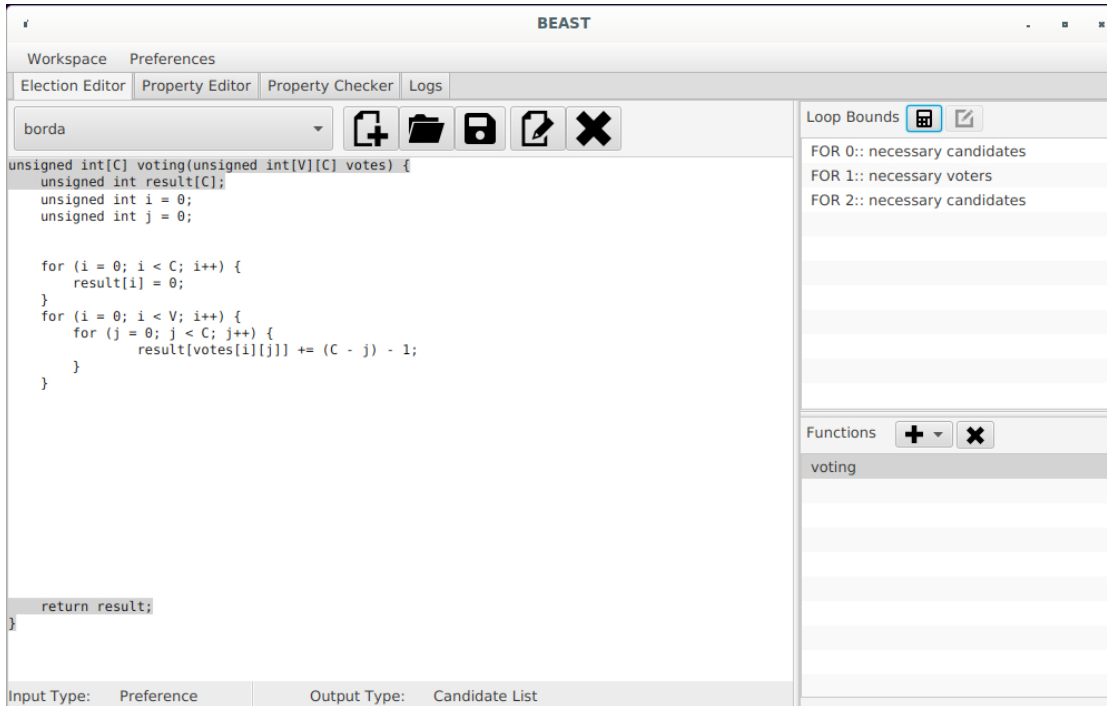 BEAST
Workspace Preferences
Election Editor Property Editor Property Checker Logs
borda
unsigned int[C] voting(unsigned int[V][C] votes) {
    unsigned int result[C];
    unsigned int i = 0;
    unsigned int j = 0;
    for (i = 0; i < C; i++) {
        result[i] = 0;
    }
    for (i = 0; i < V; i++) {
        for (j = 0; j < C; j++) {
                result[votes[i][j]] += (C - j) - 1;
        }
    }
    return result;
}
Input Type: Preference Output Type: Candidate List
Loop Bounds
FOR 0:: necessary candidates
FOR 1:: necessary voters
FOR 2:: necessary candidates
Functions
voting